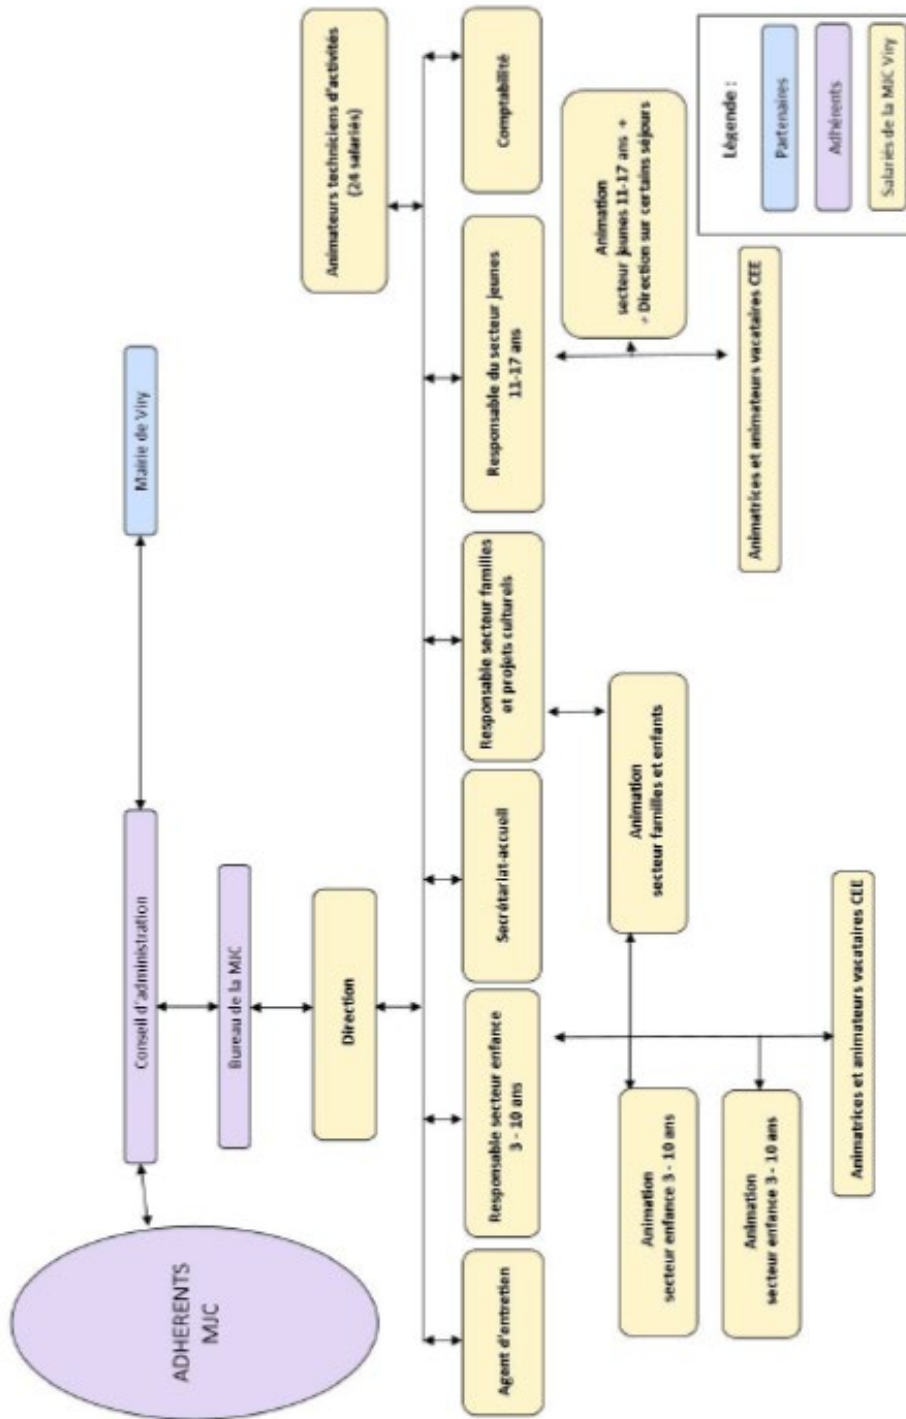 ADHERENTS
MJC
Conseil d'administration
Mairie de Viry
Bureau de la MJC
Direction
Animateurs techniciens d'activités
(24 salariés)
Agent d'entretien
Responsable secteur enfance
3 - 10 ans
Secrétariat-accueil
Responsable secteur familles
et projets culturels
Responsable du secteur jeunes
11-17 ans
Comptabilité
Animation
secteur enfance 3 - 10 ans
Animation
secteur familles et enfants
Animation
secteur jeunes 11-17 ans +
+ Direction sur certains séjours
Animation
secteur enfance 3 - 10 ans
Animatrices et animateurs vacataires CEE
Animatrices et animateurs vacataires CEE
Légende :
Partenaires
Adhérents
Salariés de la MJC Viry